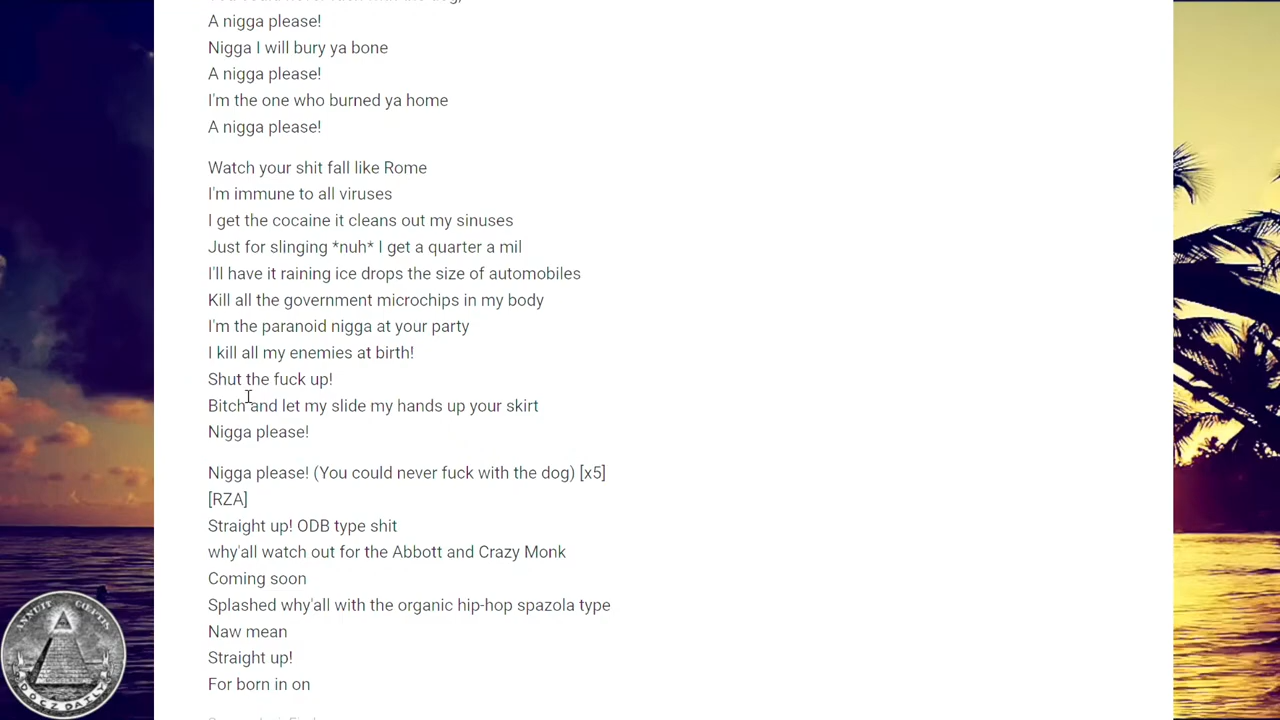 A nigga please!
Nigga I will bury ya bone
A nigga please!
I'm the one who burned ya home
A nigga please!
Watch your shit fall like Rome
I'm immune to all viruses
I get the cocaine it cleans out my sinuses
Just for slinging *nuh* I get a quarter a mil
I'll have it raining ice drops the size of automobiles
Kill all the government microchips in my body
I'm the paranoid nigga at your party
I kill all my enemies at birth!
Shut the fuck up!
Bitch and let my slide my hands up your skirt
Nigga please!
Nigga please! (You could never fuck with the dog) [x5]
[RZA]
Straight up! ODB type shit
why'all watch out for the Abbott and Crazy Monk
Coming soon
Splashed why'all with the organic hip-hop spazola type
Naw mean
Straight up!
For born in on
ANNUIT CŒPTIS